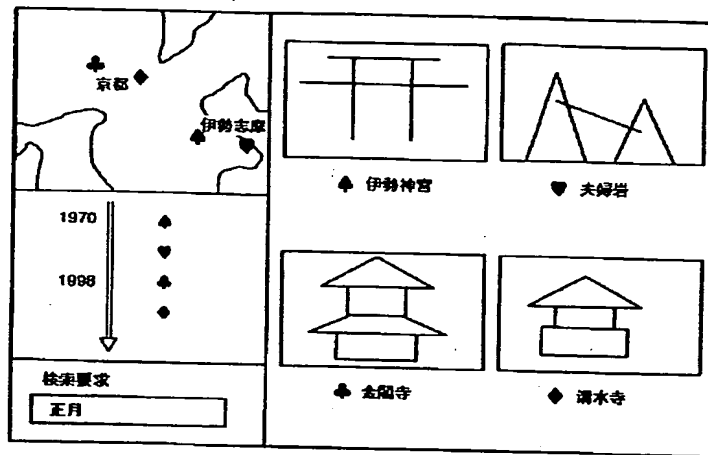 京都
伊勢志摩
1970
1998
検索要求
正月
♠ 伊勢神宮
♥ 夫婦岩
♣ 金閣寺
♦ 清水寺